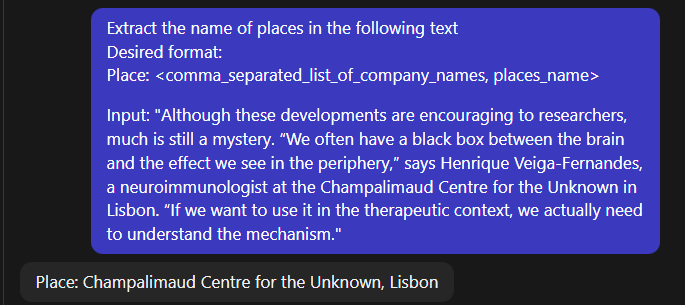 Extract the name of places in the following text
Desired format:
Place: <comma_separated_list_of_company_names, places_name>
Input: "Although these developments are encouraging to researchers,
much is still a mystery. “We often have a black box between the brain
and the effect we see in the periphery,” says Henrique Veiga-Fernandes,
a neuroimmunologist at the Champalimaud Centre for the Unknown in
Lisbon. “If we want to use it in the therapeutic context, we actually need
to understand the mechanism."
Place: Champalimaud Centre for the Unknown, Lisbon